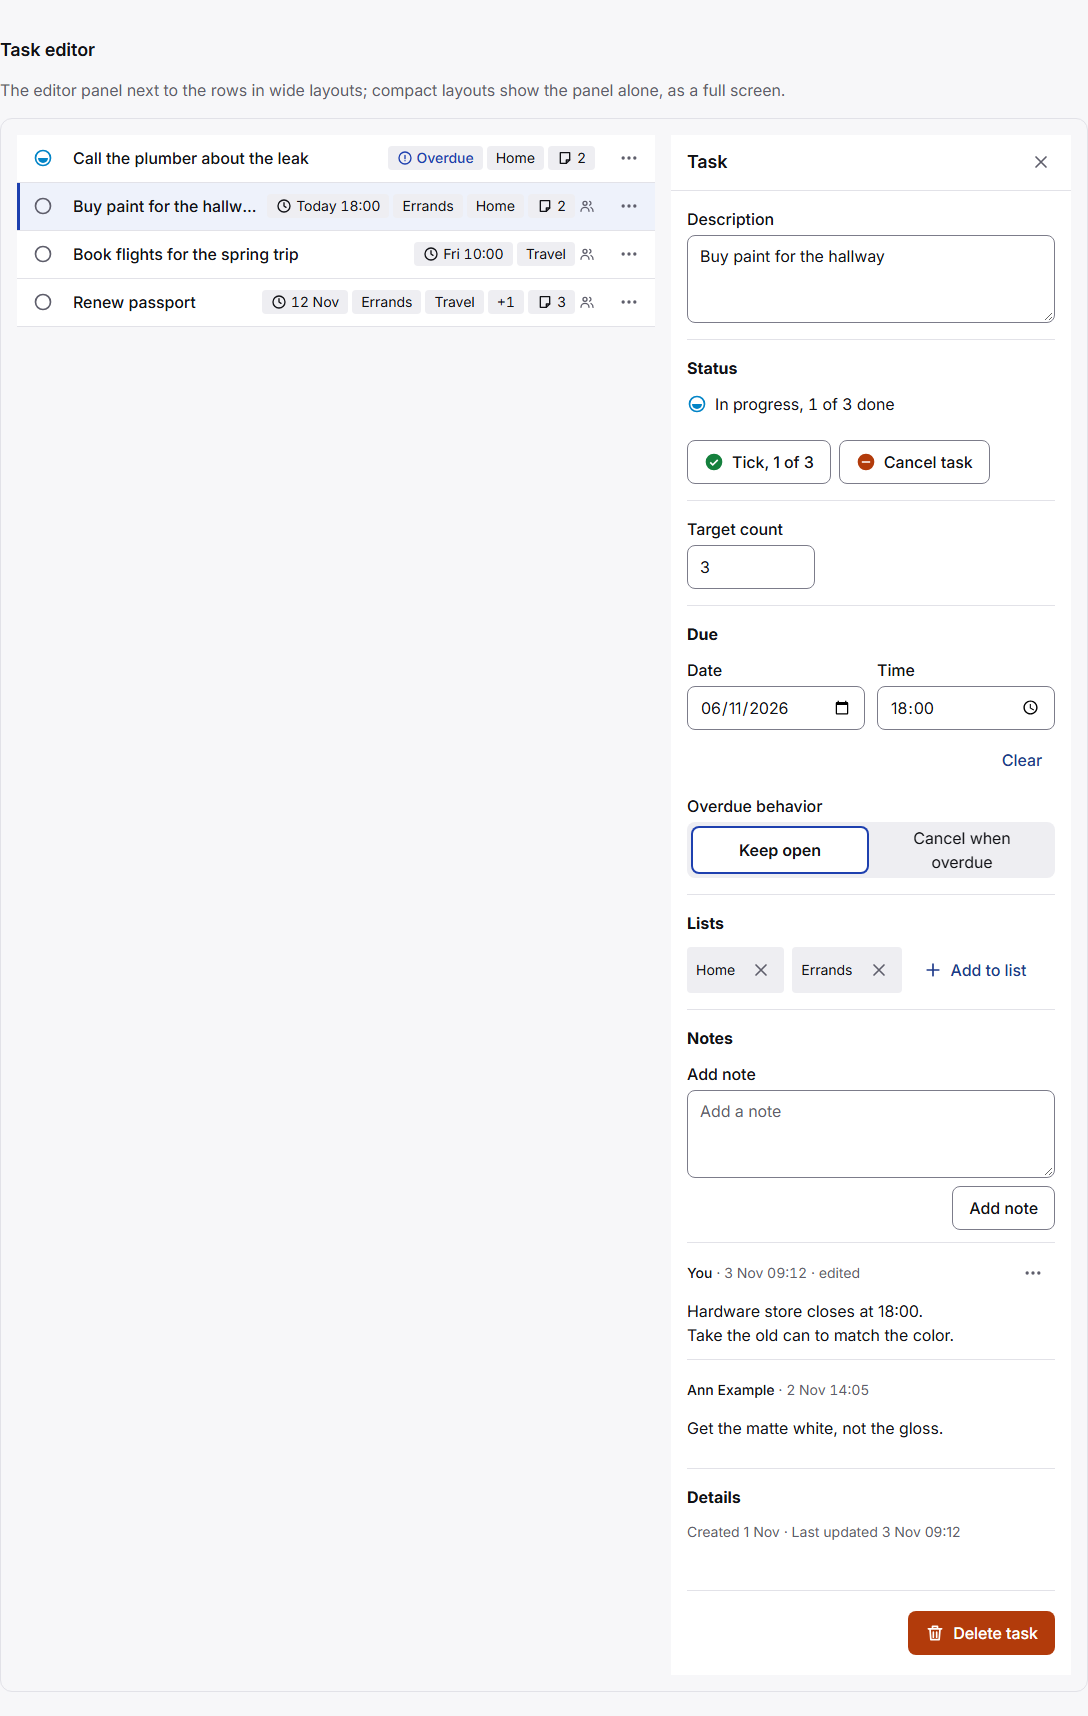 Task editor
The editor panel next to the rows in wide layouts; compact layouts show the panel alone, as a full screen.
Call the plumber about the leak Overdue Home 2
Buy paint for the hallw... Today 18:00 Errands Home 2
Book flights for the spring trip Fri 10:00 Travel
Renew passport 12 Nov Errands Travel +1 3
Task
Description
Buy paint for the hallway
Status
In progress, 1 of 3 done
Tick, 1 of 3 Cancel task
Target count
3
Due
Date Time
06/11/2026 18:00
Clear
Overdue behavior
Keep open Cancel when
overdue
Lists
Home Errands + Add to list
Notes
Add note
Add a note
Add note
You · 3 Nov 09:12 · edited
Hardware store closes at 18:00.
Take the old can to match the color.
Ann Example · 2 Nov 14:05
Get the matte white, not the gloss.
Details
Created 1 Nov · Last updated 3 Nov 09:12
Delete task